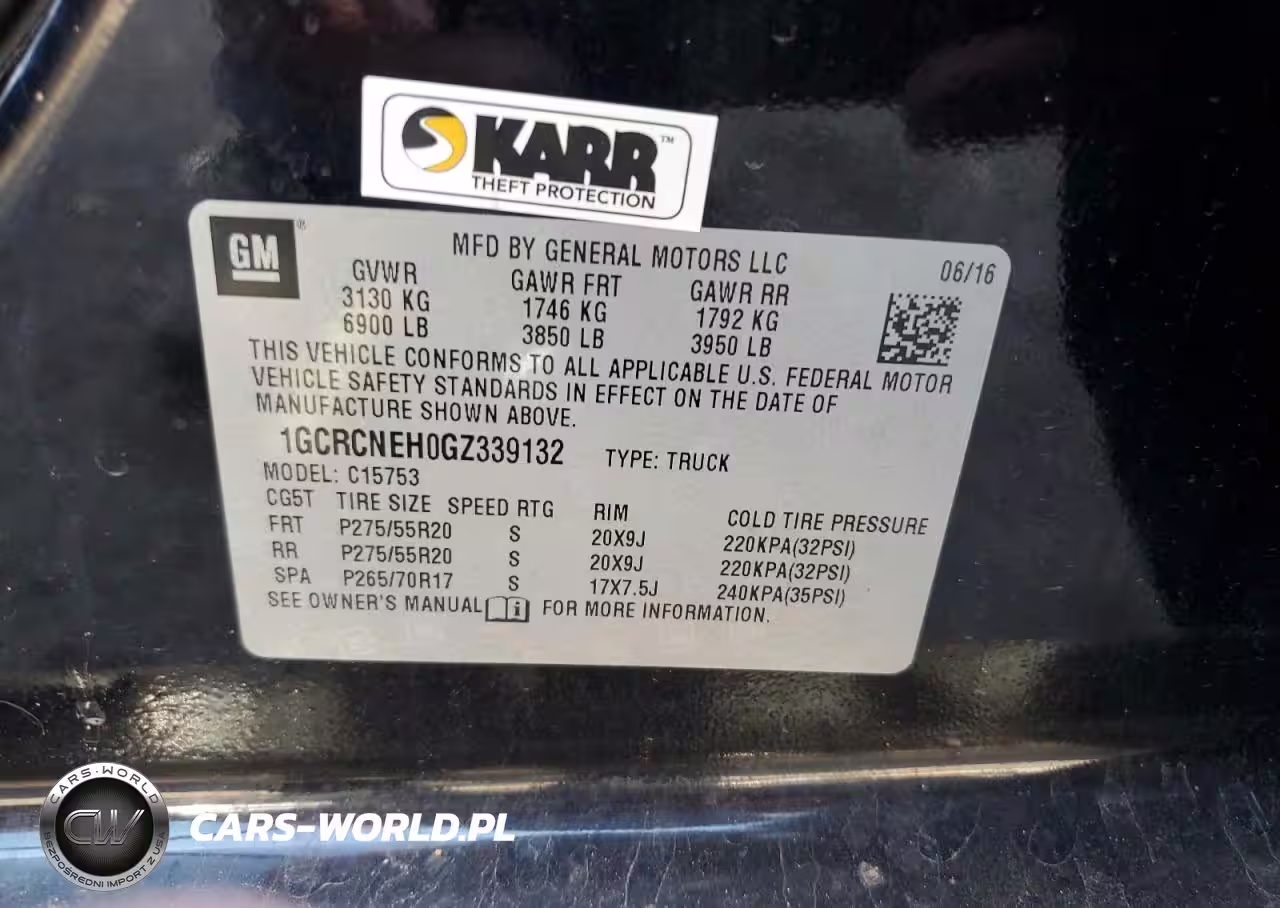 KARR™
THEFT PROTECTION
GM®
MFD BY GENERAL MOTORS LLC
06/16
GVWR GAWR FRT GAWR RR
3130 KG 1746 KG 1792 KG
6900 LB 3850 LB 3950 LB
THIS VEHICLE CONFORMS TO ALL APPLICABLE U.S. FEDERAL MOTOR
VEHICLE SAFETY STANDARDS IN EFFECT ON THE DATE OF
MANUFACTURE SHOWN ABOVE.
1GCRCNEH0GZ339132 TYPE: TRUCK
MODEL: C15753
CG5T TIRE SIZE SPEED RTG RIM COLD TIRE PRESSURE
FRT P275/55R20 S 20X9J 220KPA(32PSI)
RR P275/55R20 S 20X9J 220KPA(32PSI)
SPA P265/70R17 S 17X7.5J 240KPA(35PSI)
SEE OWNER'S MANUAL FOR MORE INFORMATION.
CARS-WORLD
CW
BEZPOŚREDNI IMPORT Z USA
CARS-WORLD.PL